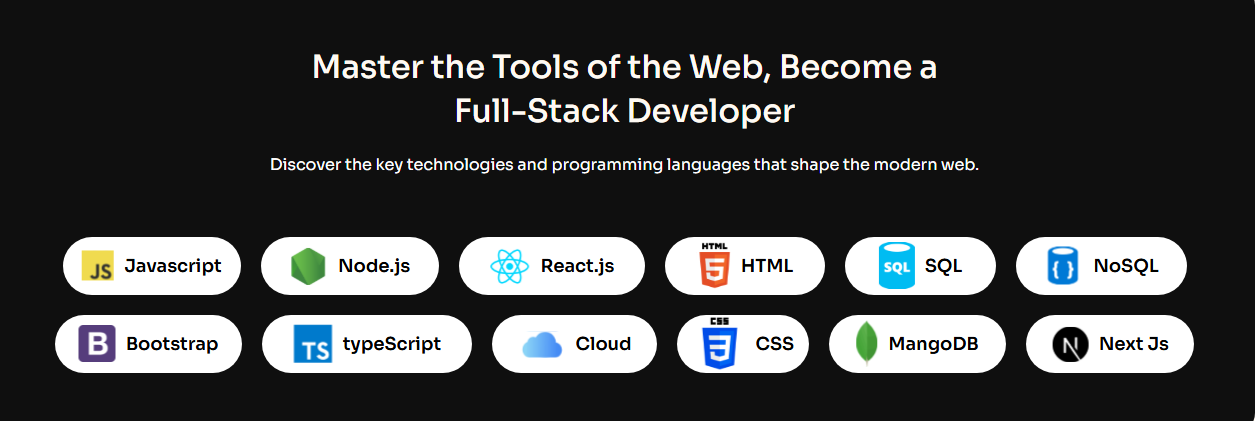 Master the Tools of the Web, Become a
Full-Stack Developer
Discover the key technologies and programming languages that shape the modern web.
JS Javascript
Node.js
React.js
HTML 5 HTML
SQL SQL
{ } NoSQL
B Bootstrap
TS typeScript
Cloud
CSS 3 CSS
MangoDB
N Next Js